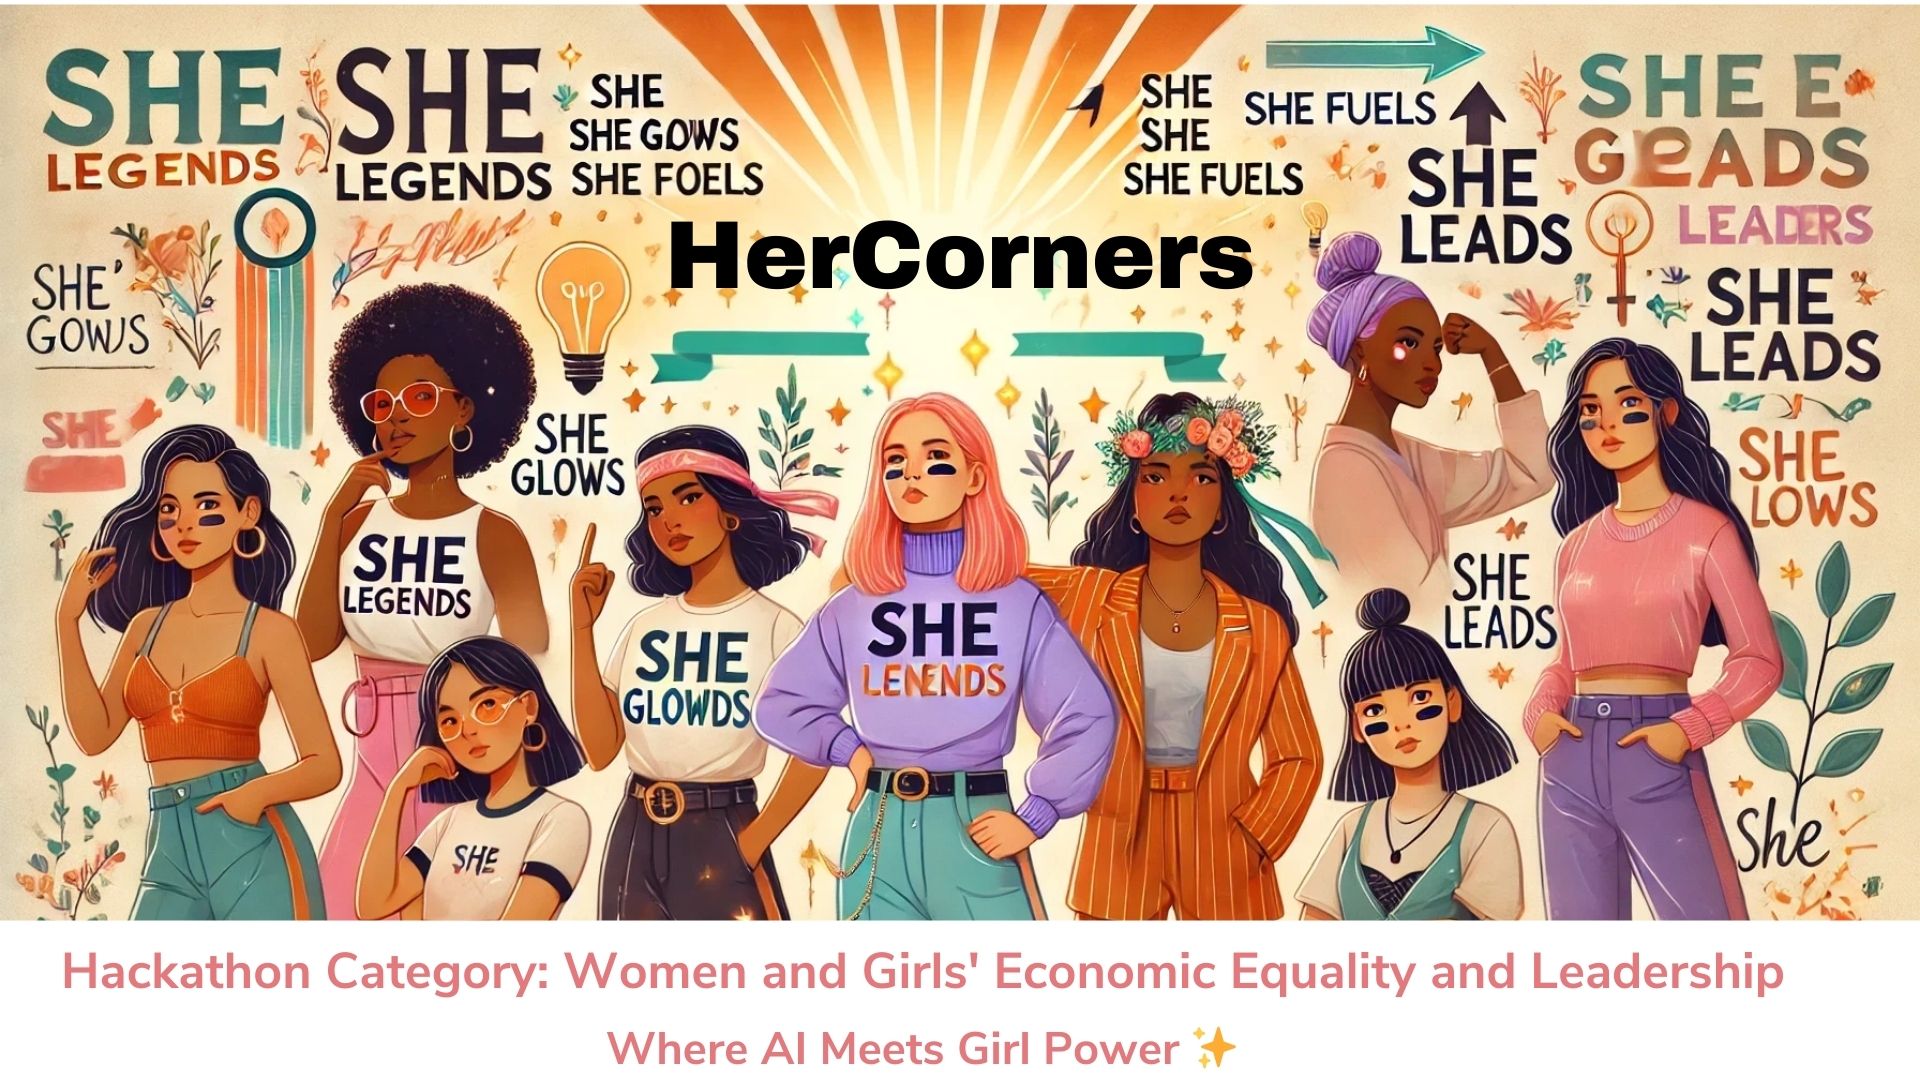 SHE
LEGENDS
SHE
LEGENDS
SHE
SHE GOWS
SHE FOELS
SHE
SHE
SHE FUELS
SHE FUELS
SHE
LEADS
SHE E
LEADERS
SHE'
GOWS
HerCorners
SHE
LEADS
SHE
SHE
GLOWS
SHE
LOWS
SHE
LEGENDS
SHE
GLOWDS
SHE
LENENDS
SHE
LEADS
SHE
She
Hackathon Category: Women and Girls' Economic Equality and Leadership
Where AI Meets Girl Power ✨